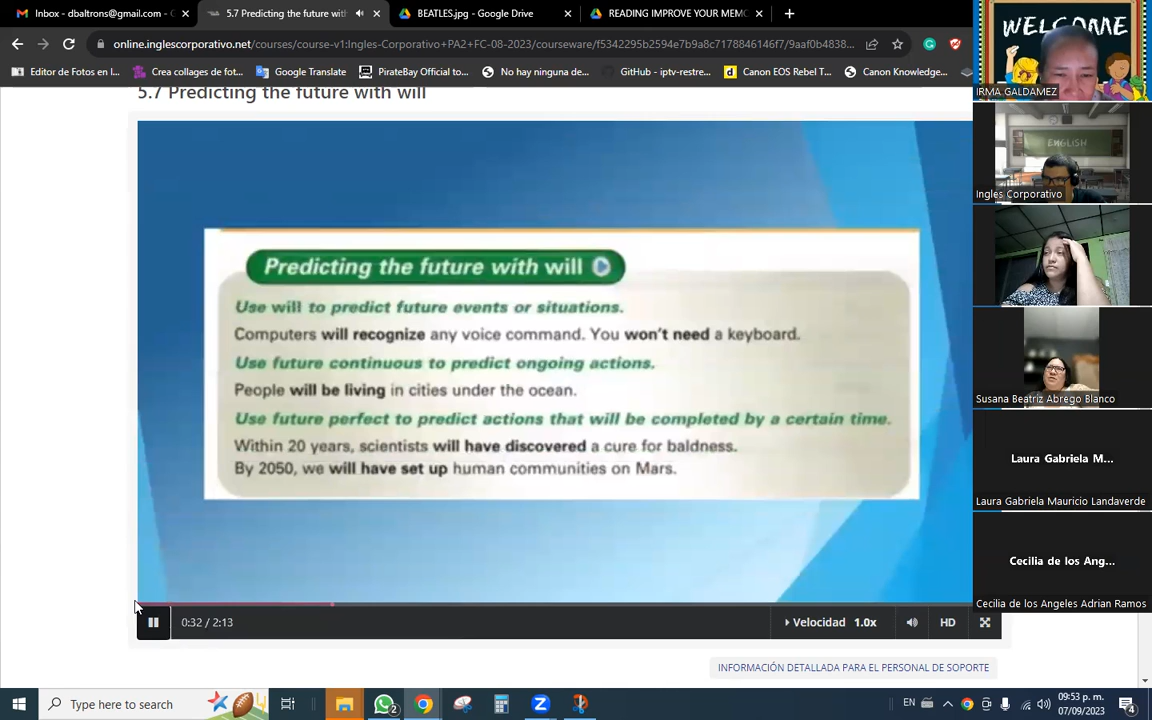 Inbox - dbaltrons@gmail.com - G
5.7 Predicting the future with
BEATLES.jpg - Google Drive
READING IMPROVE YOUR MEMO
online.inglescorporativo.net/courses/course-v1:Ingles-Corporativo+PA2+FC-08-2023/courseware/f5342295b2594e7b9a8c7178846146f7/9aaf0b4838...
Editor de Fotos en l...
Crea collages de fot...
Google Translate
PirateBay Official to...
No hay ninguna de...
GitHub - iptv-restre...
Canon EOS Rebel T...
Canon Knowledge...
5.7 Predicting the future with will
Predicting the future with will
Use will to predict future events or situations.
Computers will recognize any voice command. You won't need a keyboard.
Use future continuous to predict ongoing actions.
People will be living in cities under the ocean.
Use future perfect to predict actions that will be completed by a certain time.
Within 20 years, scientists will have discovered a cure for baldness.
By 2050, we will have set up human communities on Mars.
0:32 / 2:13
Velocidad 1.0x
HD
INFORMACIÓN DETALLADA PARA EL PERSONAL DE SOPORTE
WELCOME
IRMA GALDAMEZ
ENGLISH
Ingles Corporativo
Susana Beatriz Abrego Blanco
Laura Gabriela M...
Laura Gabriela Mauricio Landaverde
Cecilia de los Ang...
Cecilia de los Angeles Adrian Ramos
Type here to search
2
EN
09:53 p. m.
07/09/2023
4